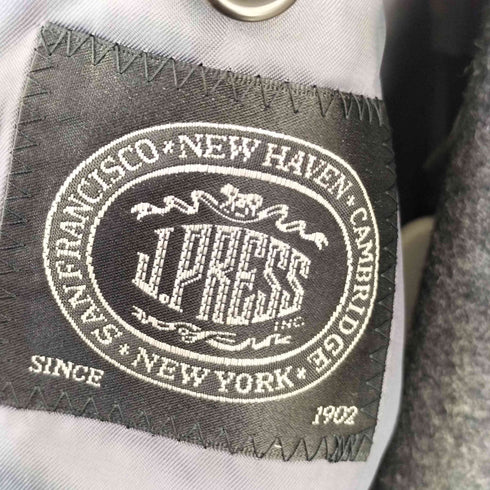 SAN FRANCISCO * NEW HAVEN * CAMBRIDGE * NEW YORK *
J.PRESS
INC.
SINCE
1902